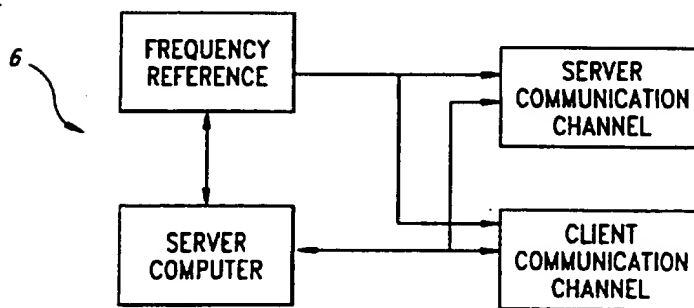 6
FREQUENCY
REFERENCE
SERVER
COMMUNICATION
CHANNEL
SERVER
COMPUTER
CLIENT
COMMUNICATION
CHANNEL